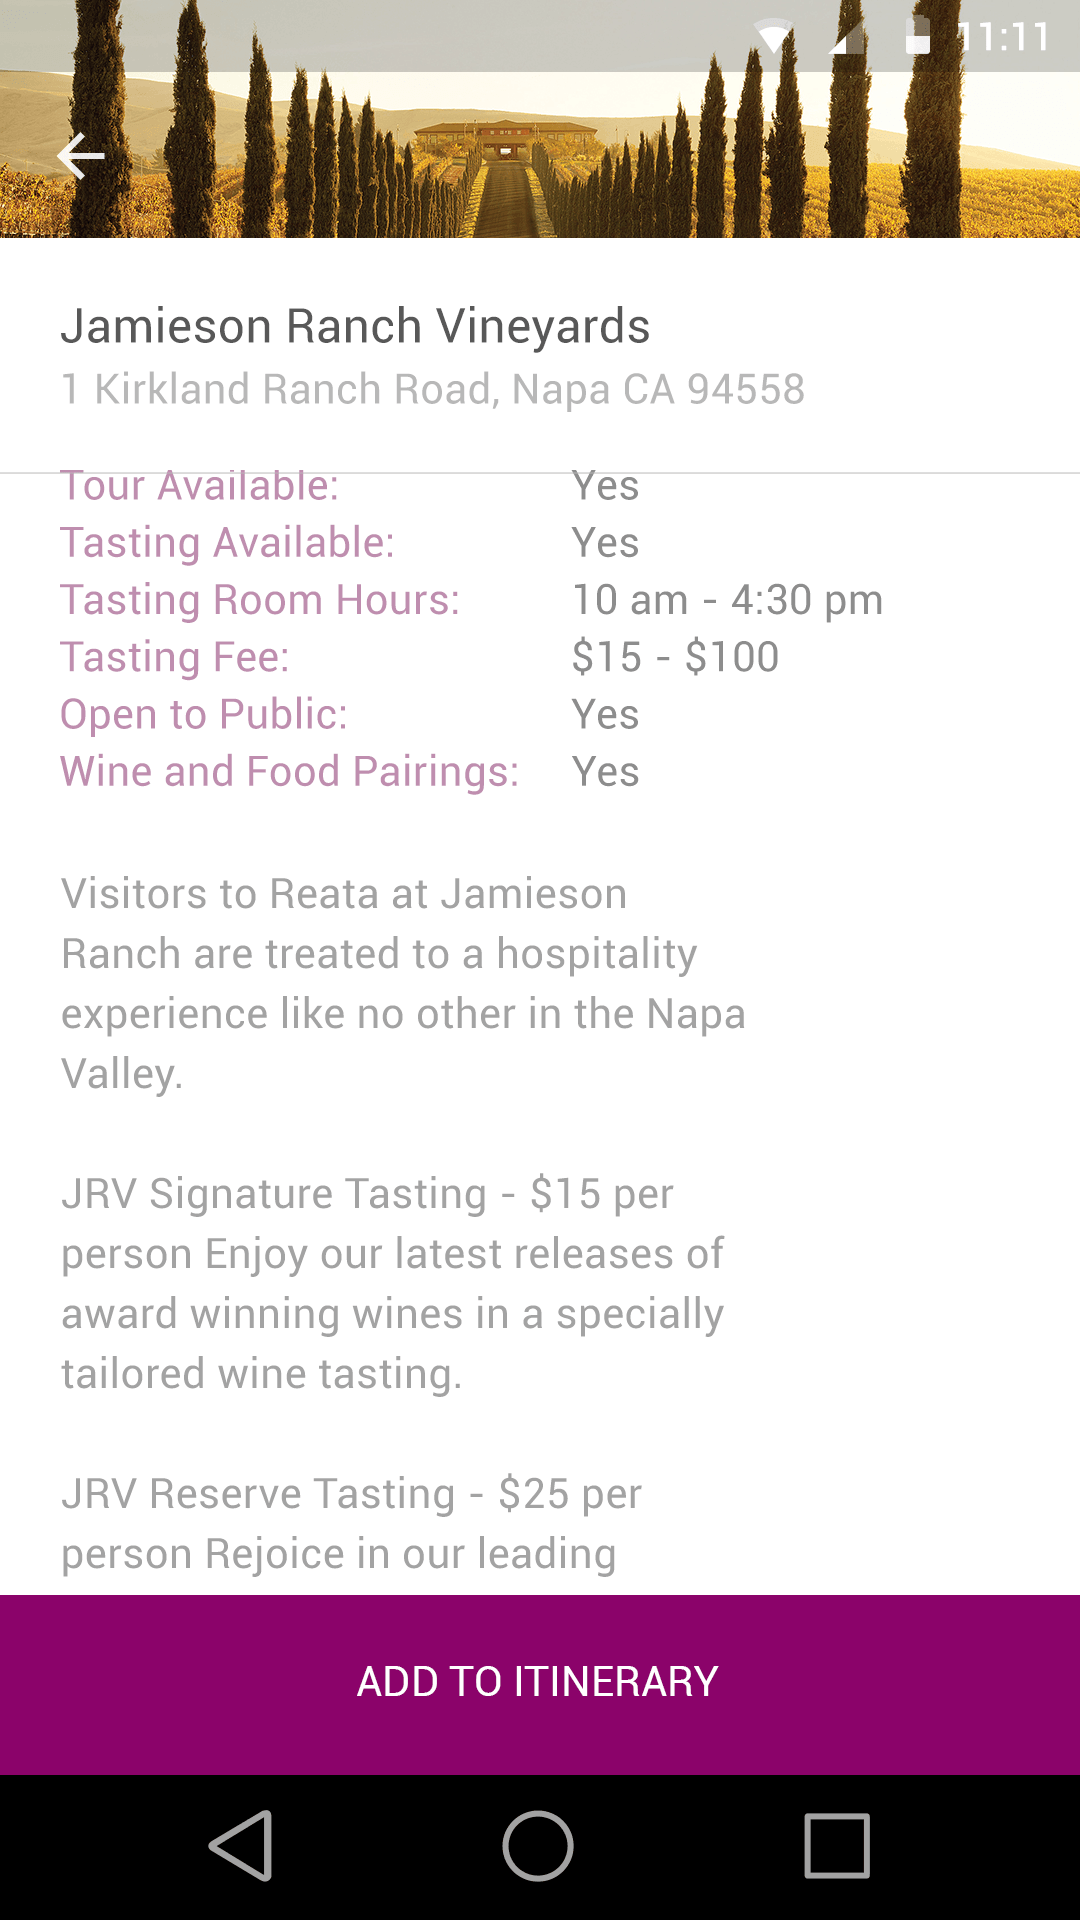 11:11
Jamieson Ranch Vineyards
1 Kirkland Ranch Road, Napa CA 94558
Tour Available: Yes
Tasting Available: Yes
Tasting Room Hours: 10 am - 4:30 pm
Tasting Fee: $15 - $100
Open to Public: Yes
Wine and Food Pairings: Yes
Visitors to Reata at Jamieson
Ranch are treated to a hospitality
experience like no other in the Napa
Valley.
JRV Signature Tasting - $15 per
person Enjoy our latest releases of
award winning wines in a specially
tailored wine tasting.
JRV Reserve Tasting - $25 per
person Rejoice in our leading
ADD TO ITINERARY